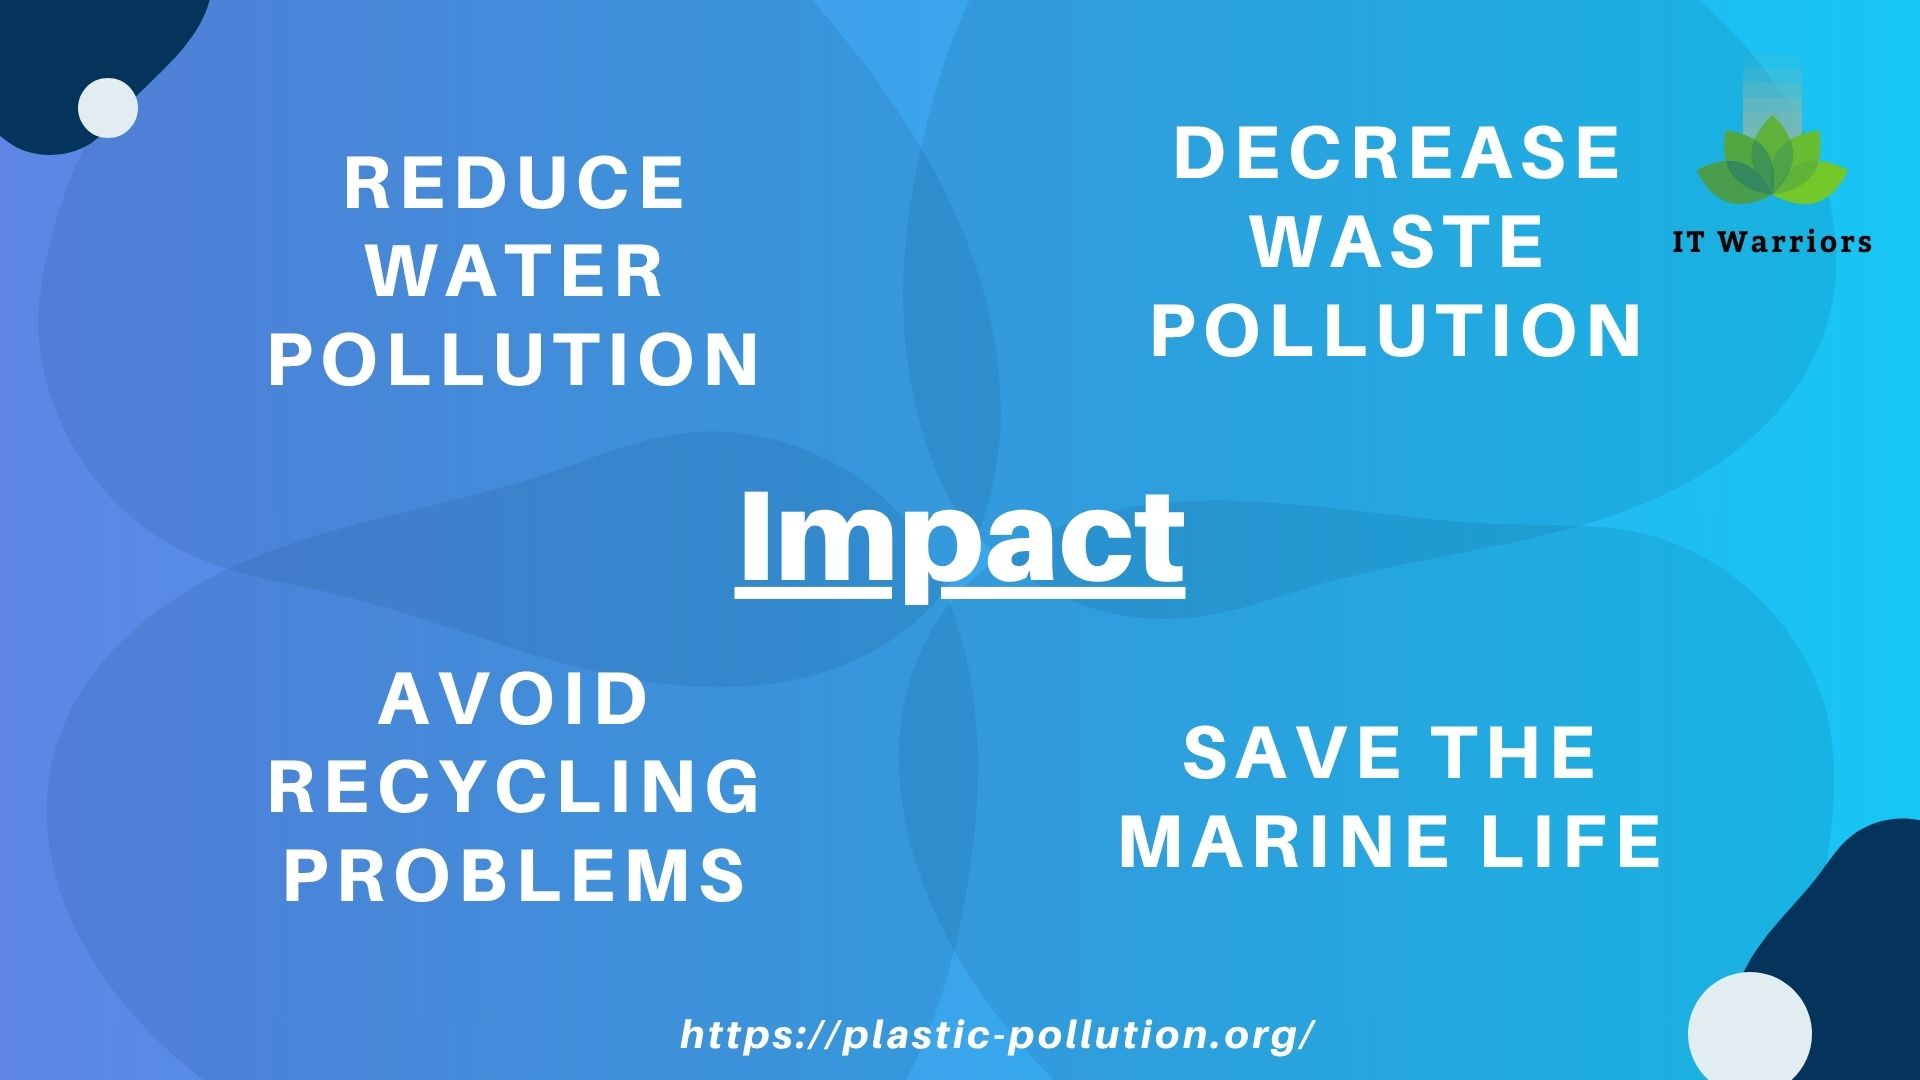 REDUCE
WATER
POLLUTION
DECREASE
WASTE
POLLUTION
IT Warriors
Impact
AVOID
RECYCLING
PROBLEMS
SAVE THE
MARINE LIFE
https://plastic-pollution.org/